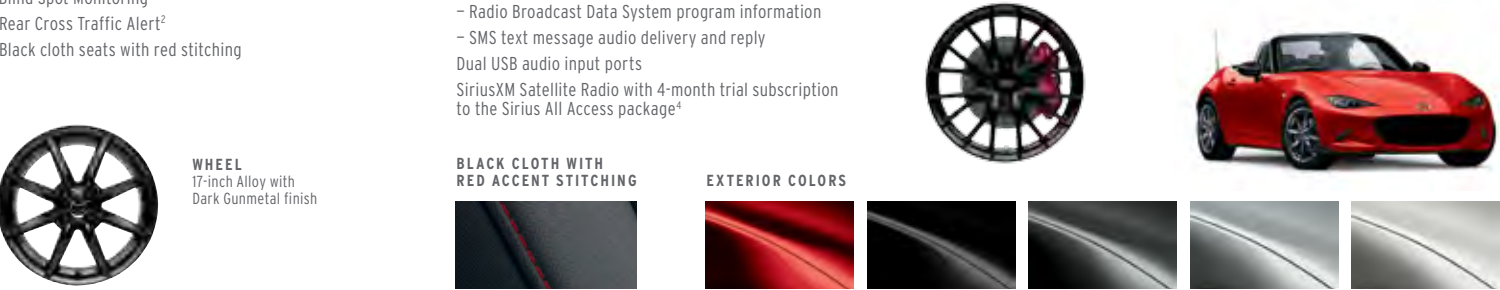 Blind Spot Monitoring
Rear Cross Traffic Alert²
Black cloth seats with red stitching
WHEEL
17-inch Alloy with
Dark Gunmetal finish
– Radio Broadcast Data System program information
– SMS text message audio delivery and reply
Dual USB audio input ports
SiriusXM Satellite Radio with 4-month trial subscription
to the Sirius All Access package⁴
BLACK CLOTH WITH
RED ACCENT STITCHING
EXTERIOR COLORS